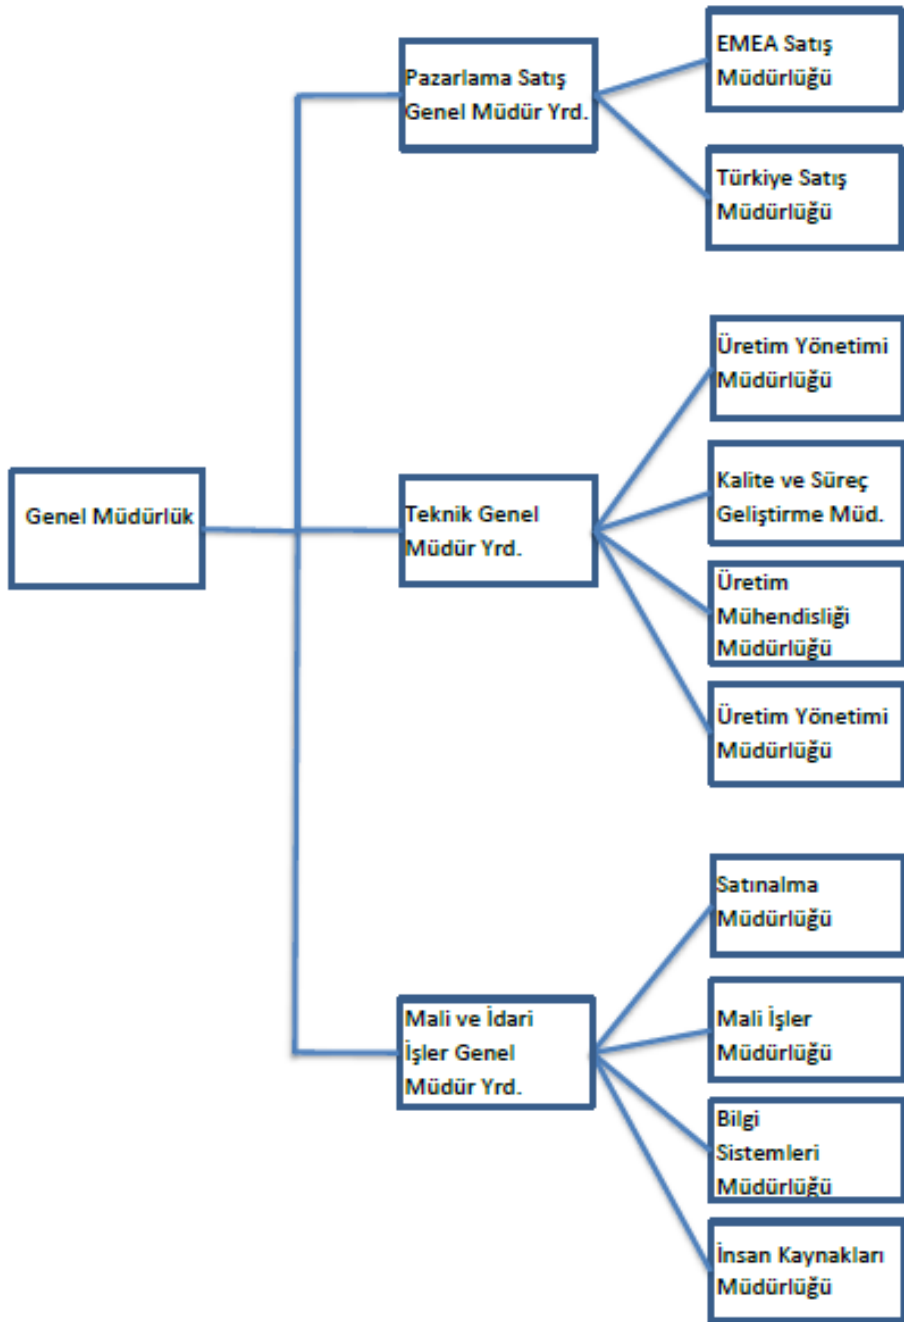 Genel Müdürlük
Pazarlama Satış
Genel Müdür Yrd.
EMEA Satış
Müdürlüğü
Türkiye Satış
Müdürlüğü
Teknik Genel
Müdür Yrd.
Üretim Yönetimi
Müdürlüğü
Kalite ve Süreç
Geliştirme Müd.
Üretim
Mühendisliği
Müdürlüğü
Üretim Yönetimi
Müdürlüğü
Mali ve İdari
İşler Genel
Müdür Yrd.
Satınalma
Müdürlüğü
Mali İşler
Müdürlüğü
Bilgi
Sistemleri
Müdürlüğü
İnsan Kaynakları
Müdürlüğü